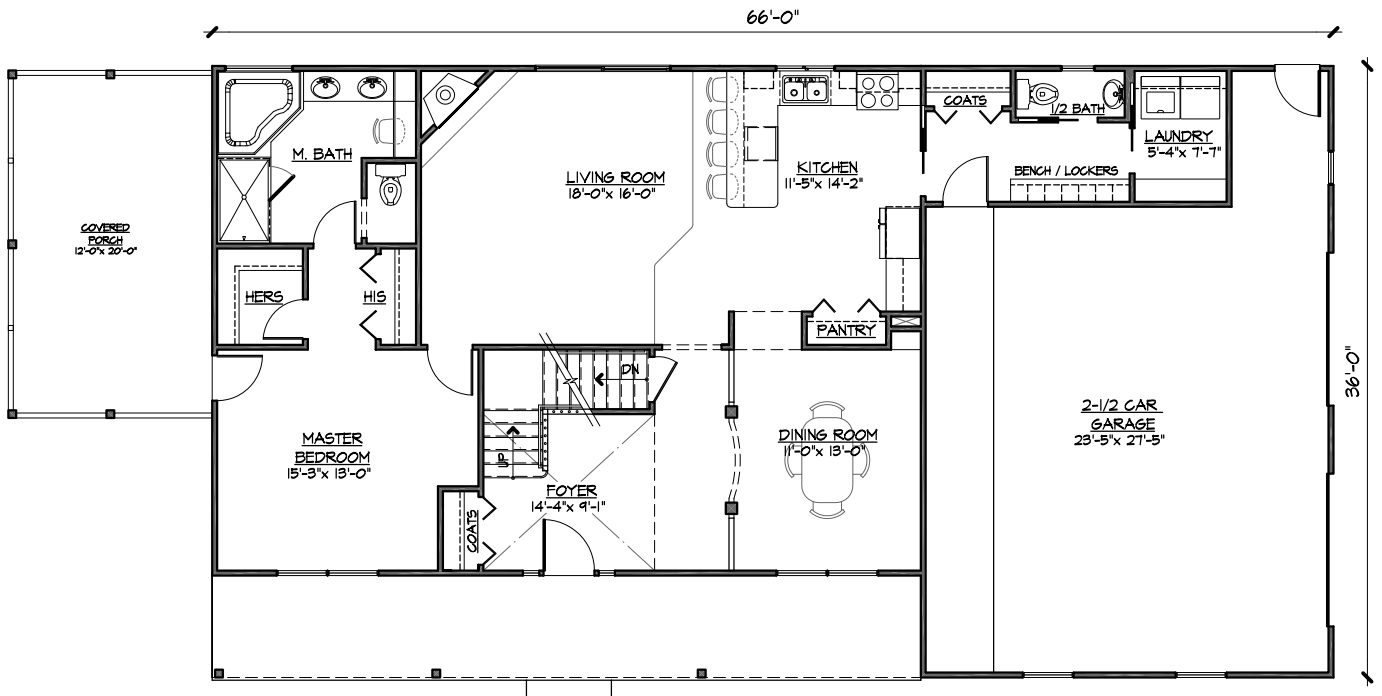 66'-0"
M. BATH
COATS
1/2 BATH
LAUNDRY
5'-4"x 7'-7"
LIVING ROOM
18'-0"x 16'-0"
KITCHEN
11'-5"x 14'-2"
BENCH / LOCKERS
COVERED
PORCH
12'-0"x 20'-0"
HERS
HIS
PANTRY
DN
36'-0"
MASTER
BEDROOM
15'-3"x 13'-0"
UP
DINING ROOM
11'-0"x 13'-0"
2-1/2 CAR
GARAGE
23'-5"x 27'-5"
FOYER
14'-4"x 9'-1"
COATS